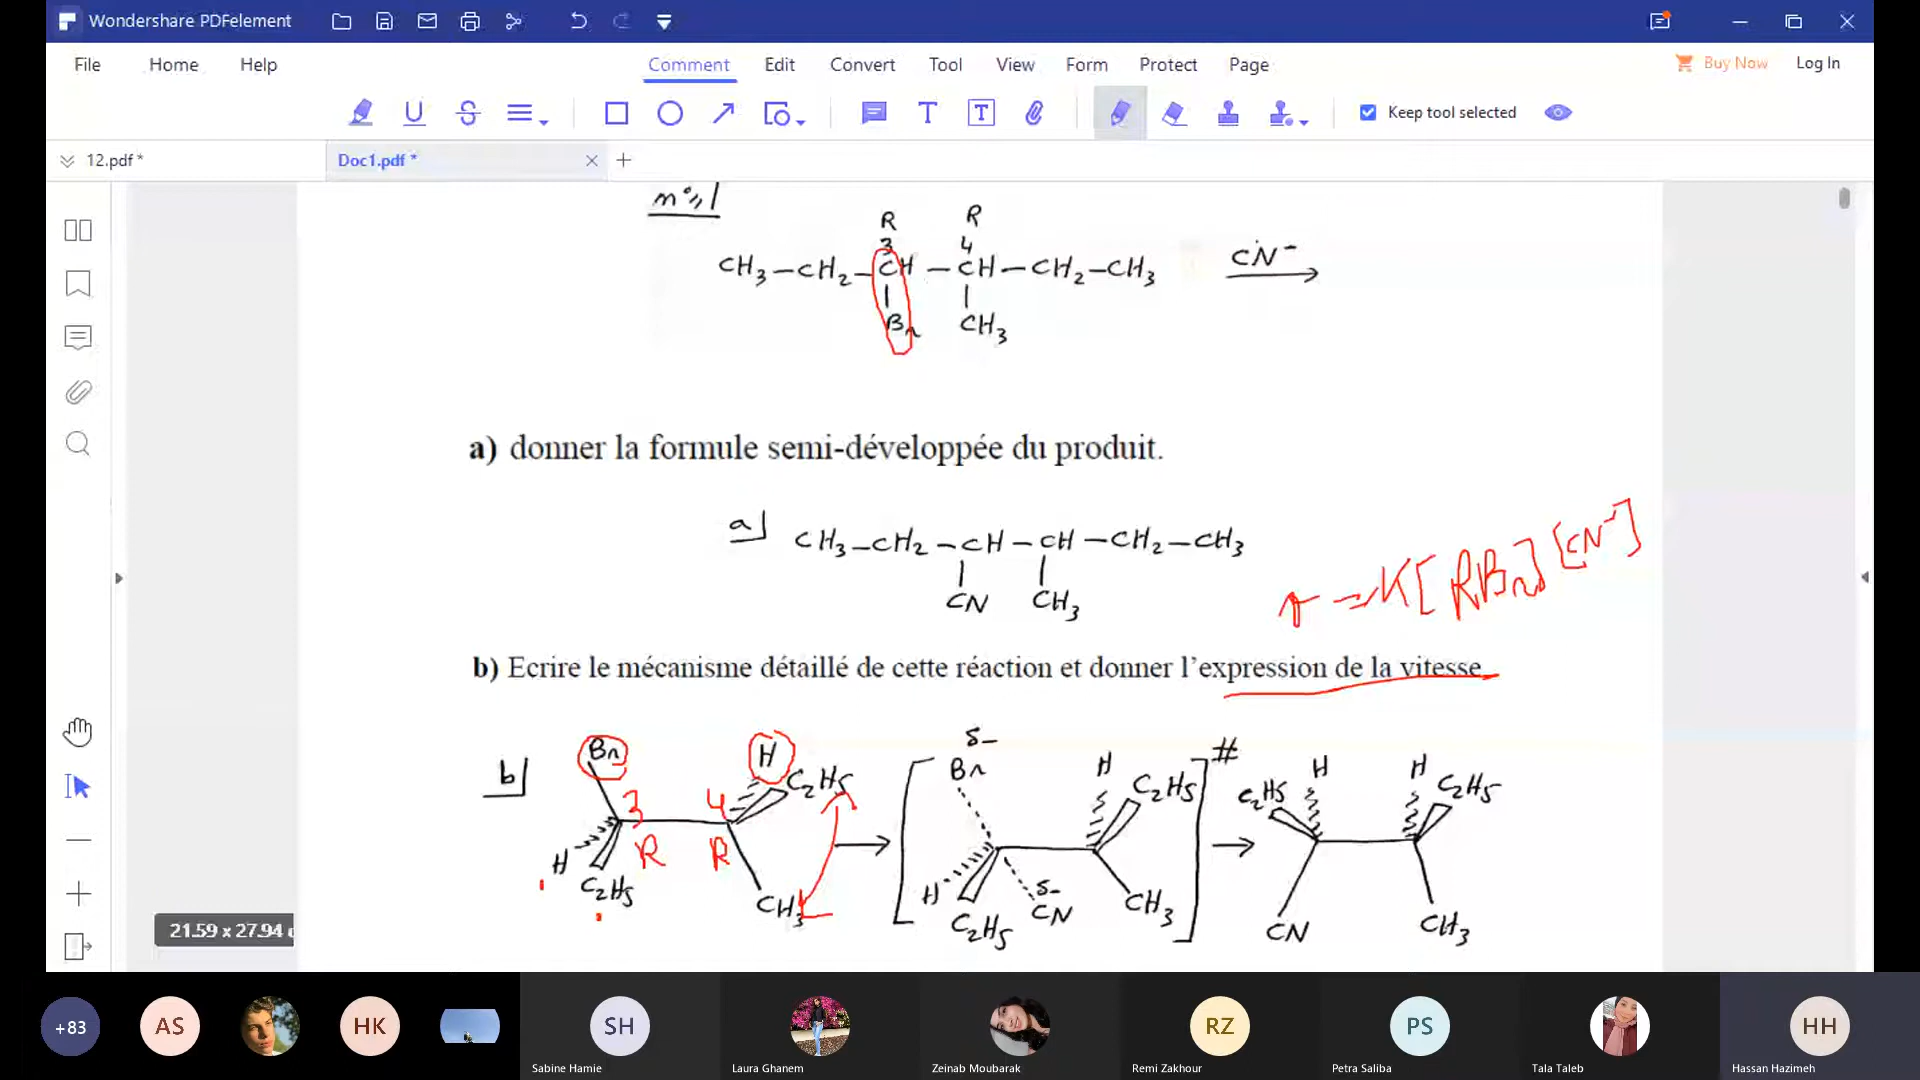 Wondershare PDFelement
File Home Help Comment Edit Convert Tool View Form Protect Page Buy Now Log In
Keep tool selected
12.pdf * Doc1.pdf *
R R
3 4
CH3-CH2-CH-CH-CH2-CH3 CN-
Br CH3
a) donner la formule semi-développée du produit.
a] CH3-CH2-CH-CH-CH2-CH3
CN CH3
r = K[RBr][CN-]
b) Ecrire le mécanisme détaillé de cette réaction et donner l'expression de la vitesse
b] Br H C2H5 3 4 R R H C2H5 CH3
δ- Br H C2H5 H C2H5 δ- CN CH3 #
C2H5 H H C2H5 CN CH3
21.59 x 27.94 c
+83 AS HK SH RZ PS HH
Sabine Hamie Laura Ghanem Zeinab Moubarak Remi Zakhour Petra Saliba Tala Taleb Hassan Hazimeh